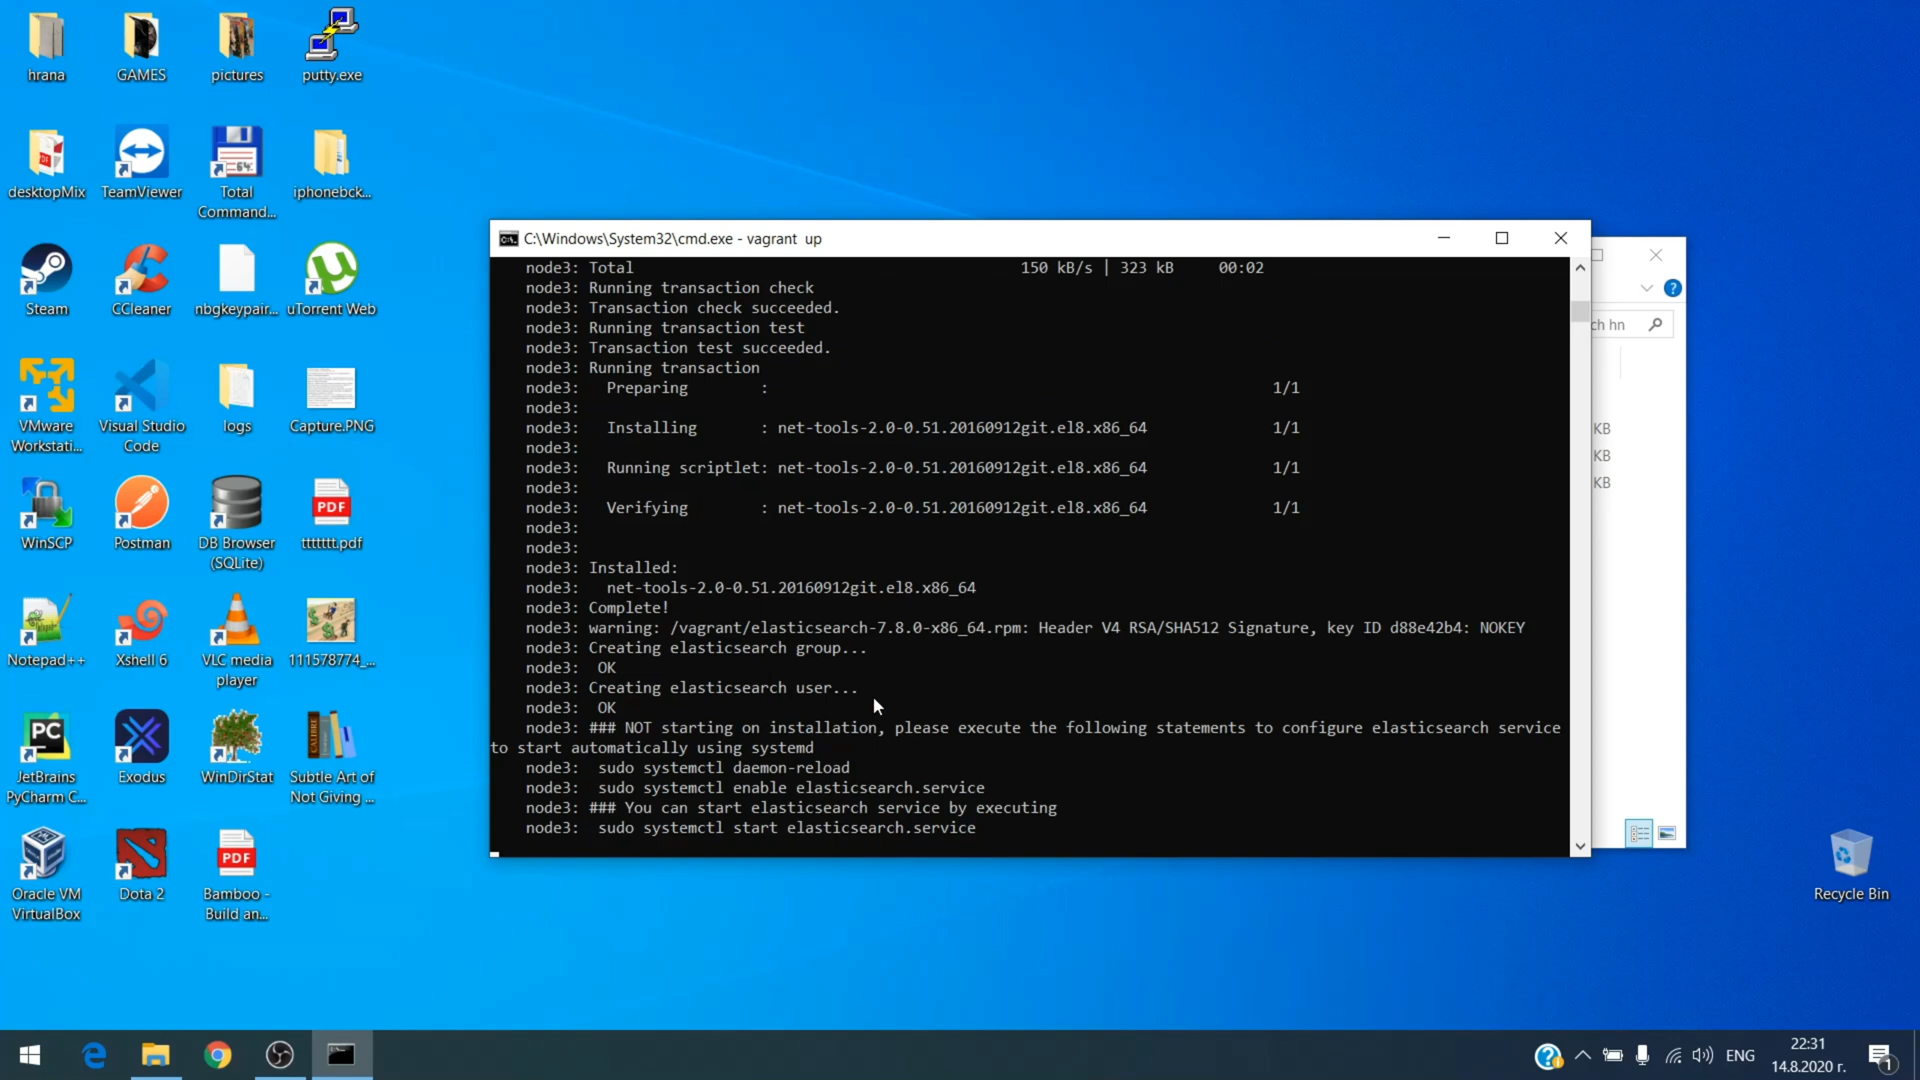 hrana
GAMES
pictures
putty.exe
desktopMix
TeamViewer
Total
Command...
iphonebck...
Steam
CCleaner
nbgkeypair...
uTorrent Web
VMware
Workstati...
Visual Studio
Code
logs
Capture.PNG
WinSCP
Postman
DB Browser
(SQLite)
PDF
ttttttt.pdf
Notepad++
Xshell 6
VLC media
player
111578774_...
PC
JetBrains
PyCharm C...
Exodus
WinDirStat
CALIBRE
Subtle Art of
Not Giving ...
Oracle VM
VirtualBox
Dota 2
PDF
Bamboo -
Build an...
64
PDF
C:\Windows\System32\cmd.exe - vagrant  up
node3: Total 150 kB/s | 323 kB 00:02
node3: Running transaction check
node3: Transaction check succeeded.
node3: Running transaction test
node3: Transaction test succeeded.
node3: Running transaction
node3:   Preparing        : 1/1
node3:
node3:   Installing       : net-tools-2.0-0.51.20160912git.el8.x86_64 1/1
node3:
node3:   Running scriptlet: net-tools-2.0-0.51.20160912git.el8.x86_64 1/1
node3:
node3:   Verifying        : net-tools-2.0-0.51.20160912git.el8.x86_64 1/1
node3:
node3:
node3: Installed:
node3:   net-tools-2.0-0.51.20160912git.el8.x86_64
node3: Complete!
node3: warning: /vagrant/elasticsearch-7.8.0-x86_64.rpm: Header V4 RSA/SHA512 Signature, key ID d88e42b4: NOKEY
node3: Creating elasticsearch group...
node3:  OK
node3: Creating elasticsearch user...
node3:  OK
node3: ### NOT starting on installation, please execute the following statements to configure elasticsearch service
to start automatically using systemd
node3:  sudo systemctl daemon-reload
node3:  sudo systemctl enable elasticsearch.service
node3: ### You can start elasticsearch service by executing
node3:  sudo systemctl start elasticsearch.service
ch hn
KB
KB
KB
Recycle Bin
ENG
22:31
14.8.2020 г.
1